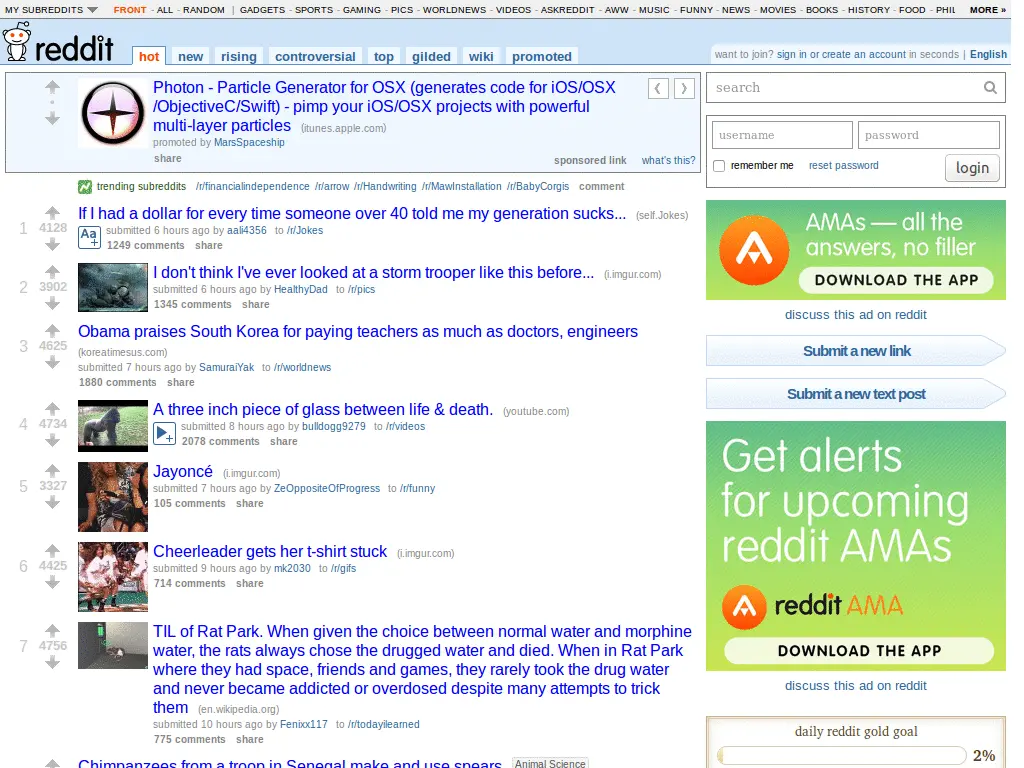 MY SUBREDDITS FRONT - ALL - RANDOM | GADGETS - SPORTS - GAMING - PICS - WORLDNEWS - VIDEOS - ASKREDDIT - AWW - MUSIC - FUNNY - NEWS - MOVIES - BOOKS - HISTORY - FOOD - PHIL MORE »
reddit hot new rising controversial top gilded wiki promoted
want to join? sign in or create an account in seconds | English
Photon - Particle Generator for OSX (generates code for iOS/OSX
/ObjectiveC/Swift) - pimp your iOS/OSX projects with powerful
multi-layer particles (itunes.apple.com)
promoted by MarsSpaceship
share
sponsored link what's this?
trending subreddits /r/financialindependence /r/arrow /r/Handwriting /r/MawInstallation /r/BabyCorgis comment
1 4128
If I had a dollar for every time someone over 40 told me my generation sucks... (self.Jokes)
Aa+
submitted 6 hours ago by aali4356 to /r/Jokes
1249 comments share
2 3902
I don't think I've ever looked at a storm trooper like this before... (i.imgur.com)
submitted 6 hours ago by HealthyDad to /r/pics
1345 comments share
3 4625
Obama praises South Korea for paying teachers as much as doctors, engineers
(koreatimesus.com)
submitted 7 hours ago by SamuraiYak to /r/worldnews
1880 comments share
4 4734
A three inch piece of glass between life & death. (youtube.com)
submitted 8 hours ago by bulldogg9279 to /r/videos
2078 comments share
5 3327
Jayoncé (i.imgur.com)
submitted 7 hours ago by ZeOppositeOfProgress to /r/funny
105 comments share
6 4425
Cheerleader gets her t-shirt stuck (i.imgur.com)
submitted 9 hours ago by mk2030 to /r/gifs
714 comments share
7 4756
TIL of Rat Park. When given the choice between normal water and morphine
water, the rats always chose the drugged water and died. When in Rat Park
where they had space, friends and games, they rarely took the drug water
and never became addicted or overdosed despite many attempts to trick
them (en.wikipedia.org)
submitted 10 hours ago by Fenixx117 to /r/todayilearned
775 comments share
Chimpanzees from a troop in Senegal make and use spears. Animal Science
search
username password
remember me reset password login
AMAs — all the
answers, no filler
DOWNLOAD THE APP
discuss this ad on reddit
Submit a new link
Submit a new text post
Get alerts
for upcoming
reddit AMAs
reddit AMA
DOWNLOAD THE APP
discuss this ad on reddit
daily reddit gold goal
2%